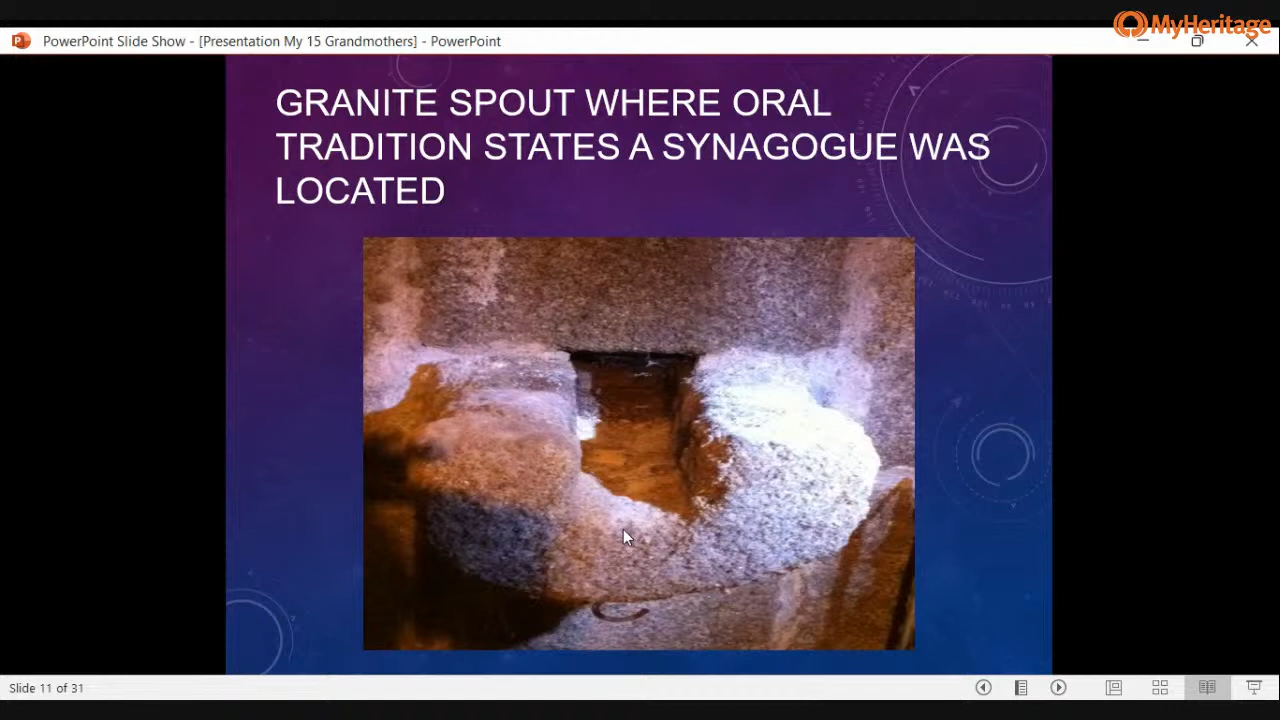 MyHeritage
PowerPoint Slide Show - [Presentation My 15 Grandmothers] - PowerPoint
GRANITE SPOUT WHERE ORAL
TRADITION STATES A SYNAGOGUE WAS
LOCATED
Slide 11 of 31